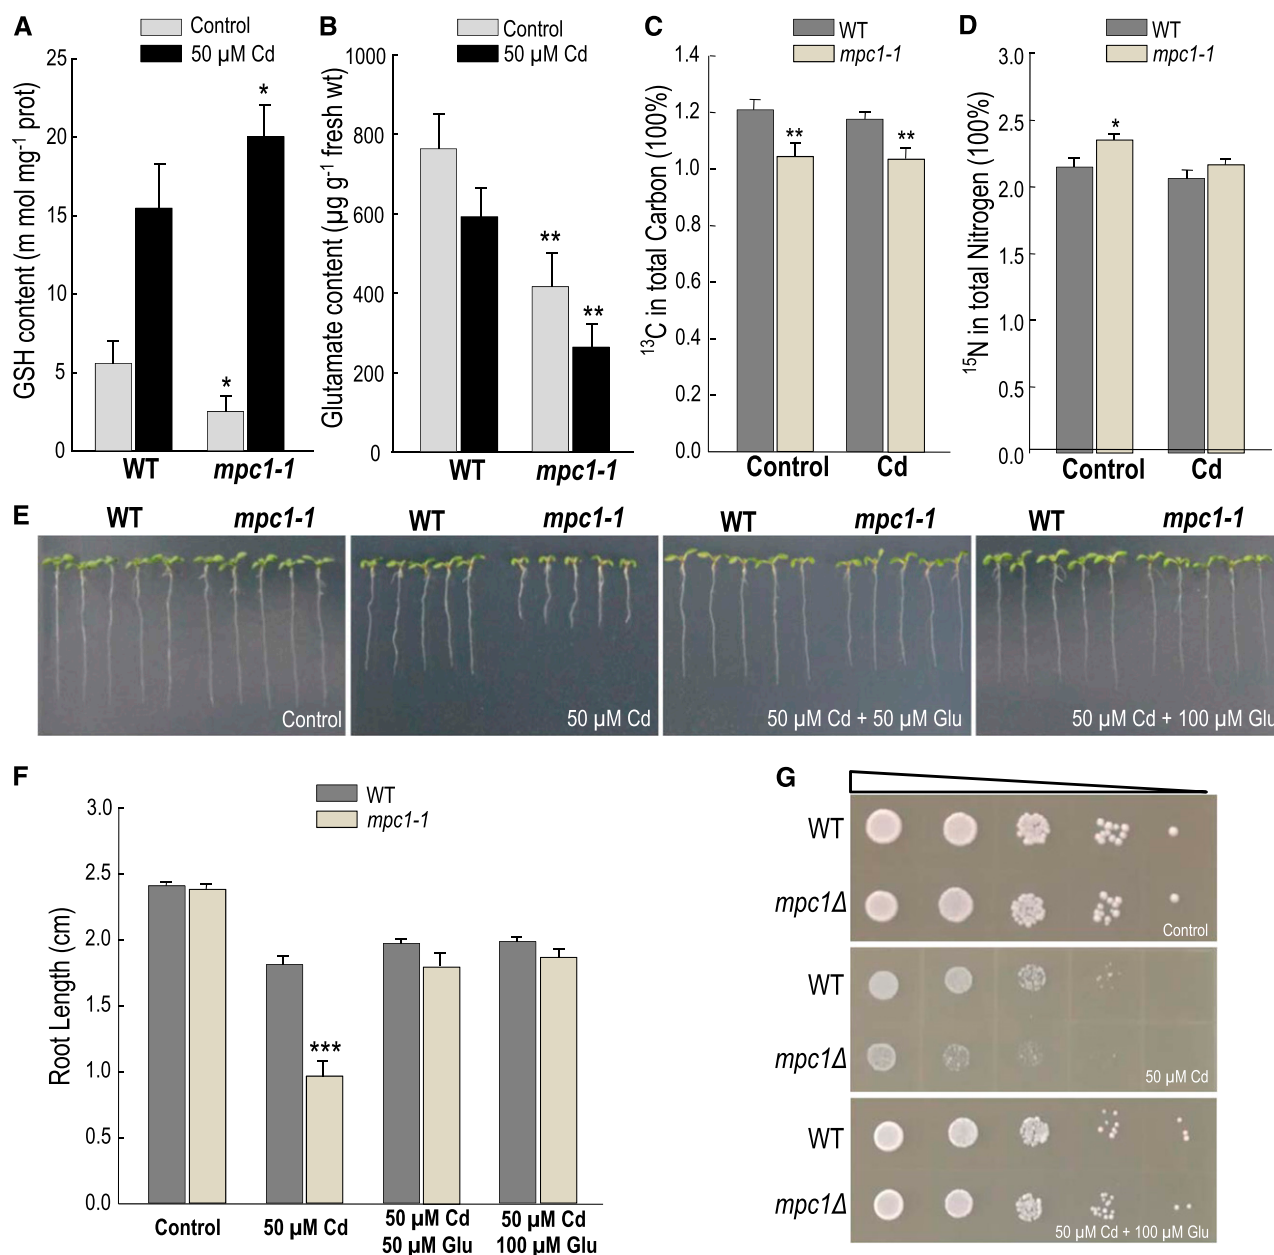 A
Control
50 µM Cd
GSH content (m mol mg⁻¹ prot)
25
20
15
10
5
0
*
*
WT
mpc1-1
B
Control
50 µM Cd
Glutamate content (µg g⁻¹ fresh wt)
1000
800
600
400
200
0
**
**
WT
mpc1-1
C
WT
mpc1-1
¹³C in total Carbon (100%)
1.4
1.2
1.0
0.8
0.6
0.4
0.2
0.0
**
**
Control
Cd
D
WT
mpc1-1
¹⁵N in total Nitrogen (100%)
3.0
2.5
2.0
1.0
0.5
0.0
*
Control
Cd
E
WT
mpc1-1
WT
mpc1-1
WT
mpc1-1
WT
mpc1-1
Control
50 µM Cd
50 µM Cd + 50 µM Glu
50 µM Cd + 100 µM Glu
F
WT
mpc1-1
Root Length (cm)
3.0
2.5
2.0
1.5
1.0
0.5
0.0
***
Control
50 µM Cd
50 µM Cd
50 µM Glu
50 µM Cd
100 µM Glu
G
WT
mpc1Δ
Control
WT
mpc1Δ
50 µM Cd
WT
mpc1Δ
50 µM Cd + 100 µM Glu